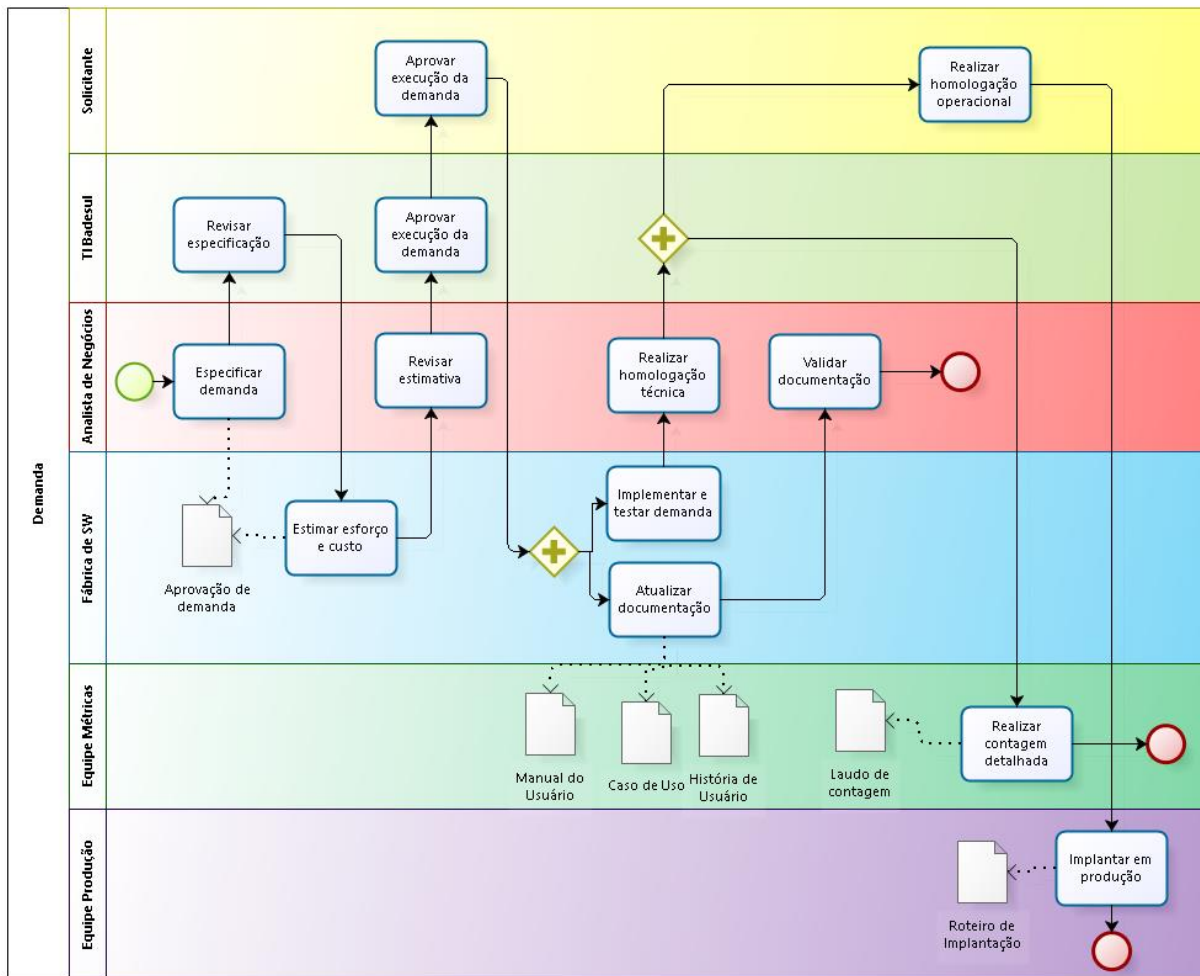 Demanda
Solicitante
Aprovar
execução da
demanda
Realizar
homologação
operacional
TI Badesul
Revisar
especificação
Aprovar
execução da
demanda
Analista de Negócios
Especificar
demanda
Revisar
estimativa
Realizar
homologação
técnica
Validar
documentação
Fábrica de SW
Aprovação de
demanda
Estimar esforço
e custo
Implementar e
testar demanda
Atualizar
documentação
Equipe Métricas
Manual do
Usuário
Caso de Uso
História de
Usuário
Laudo de
contagem
Realizar
contagem
detalhada
Equipe Produção
Roteiro de
Implantação
Implantar em
produção